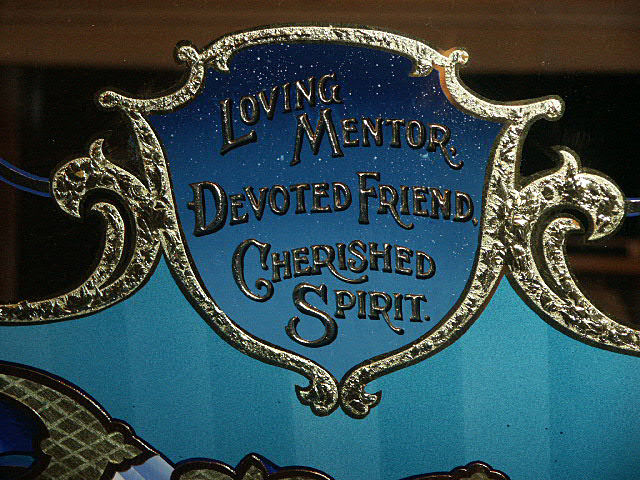 Loving
Mentor.
Devoted Friend.
Cherished
Spirit.